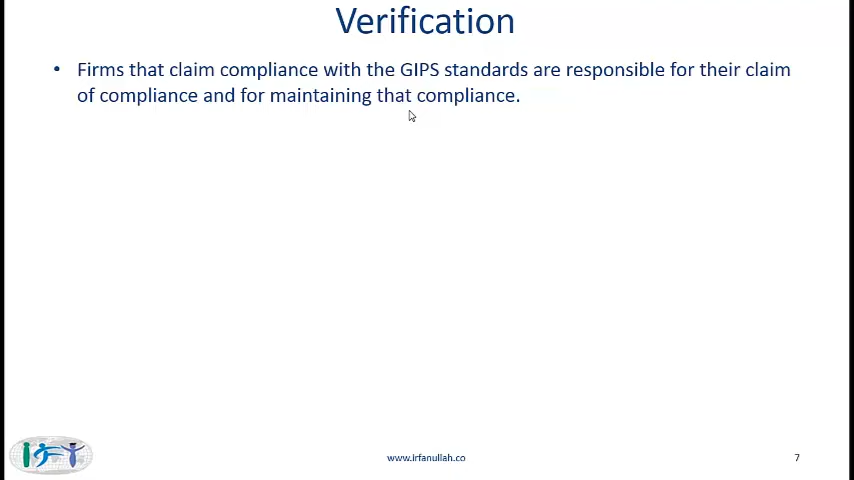 Verification
• Firms that claim compliance with the GIPS standards are responsible for their claim
of compliance and for maintaining that compliance.
www.irfanullah.co
7